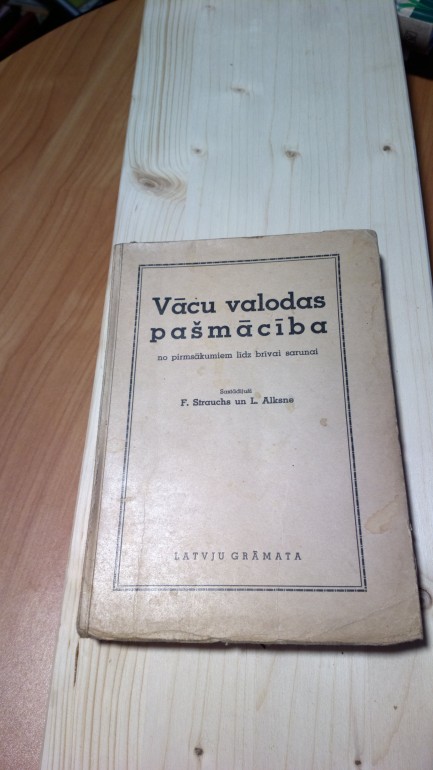 Vācu valodas
pašmācība
no pirmsākumiem līdz brīvai sarunai
Sastādījuši
F. Strauchs un L. Alksne
LATVJU GRĀMATA